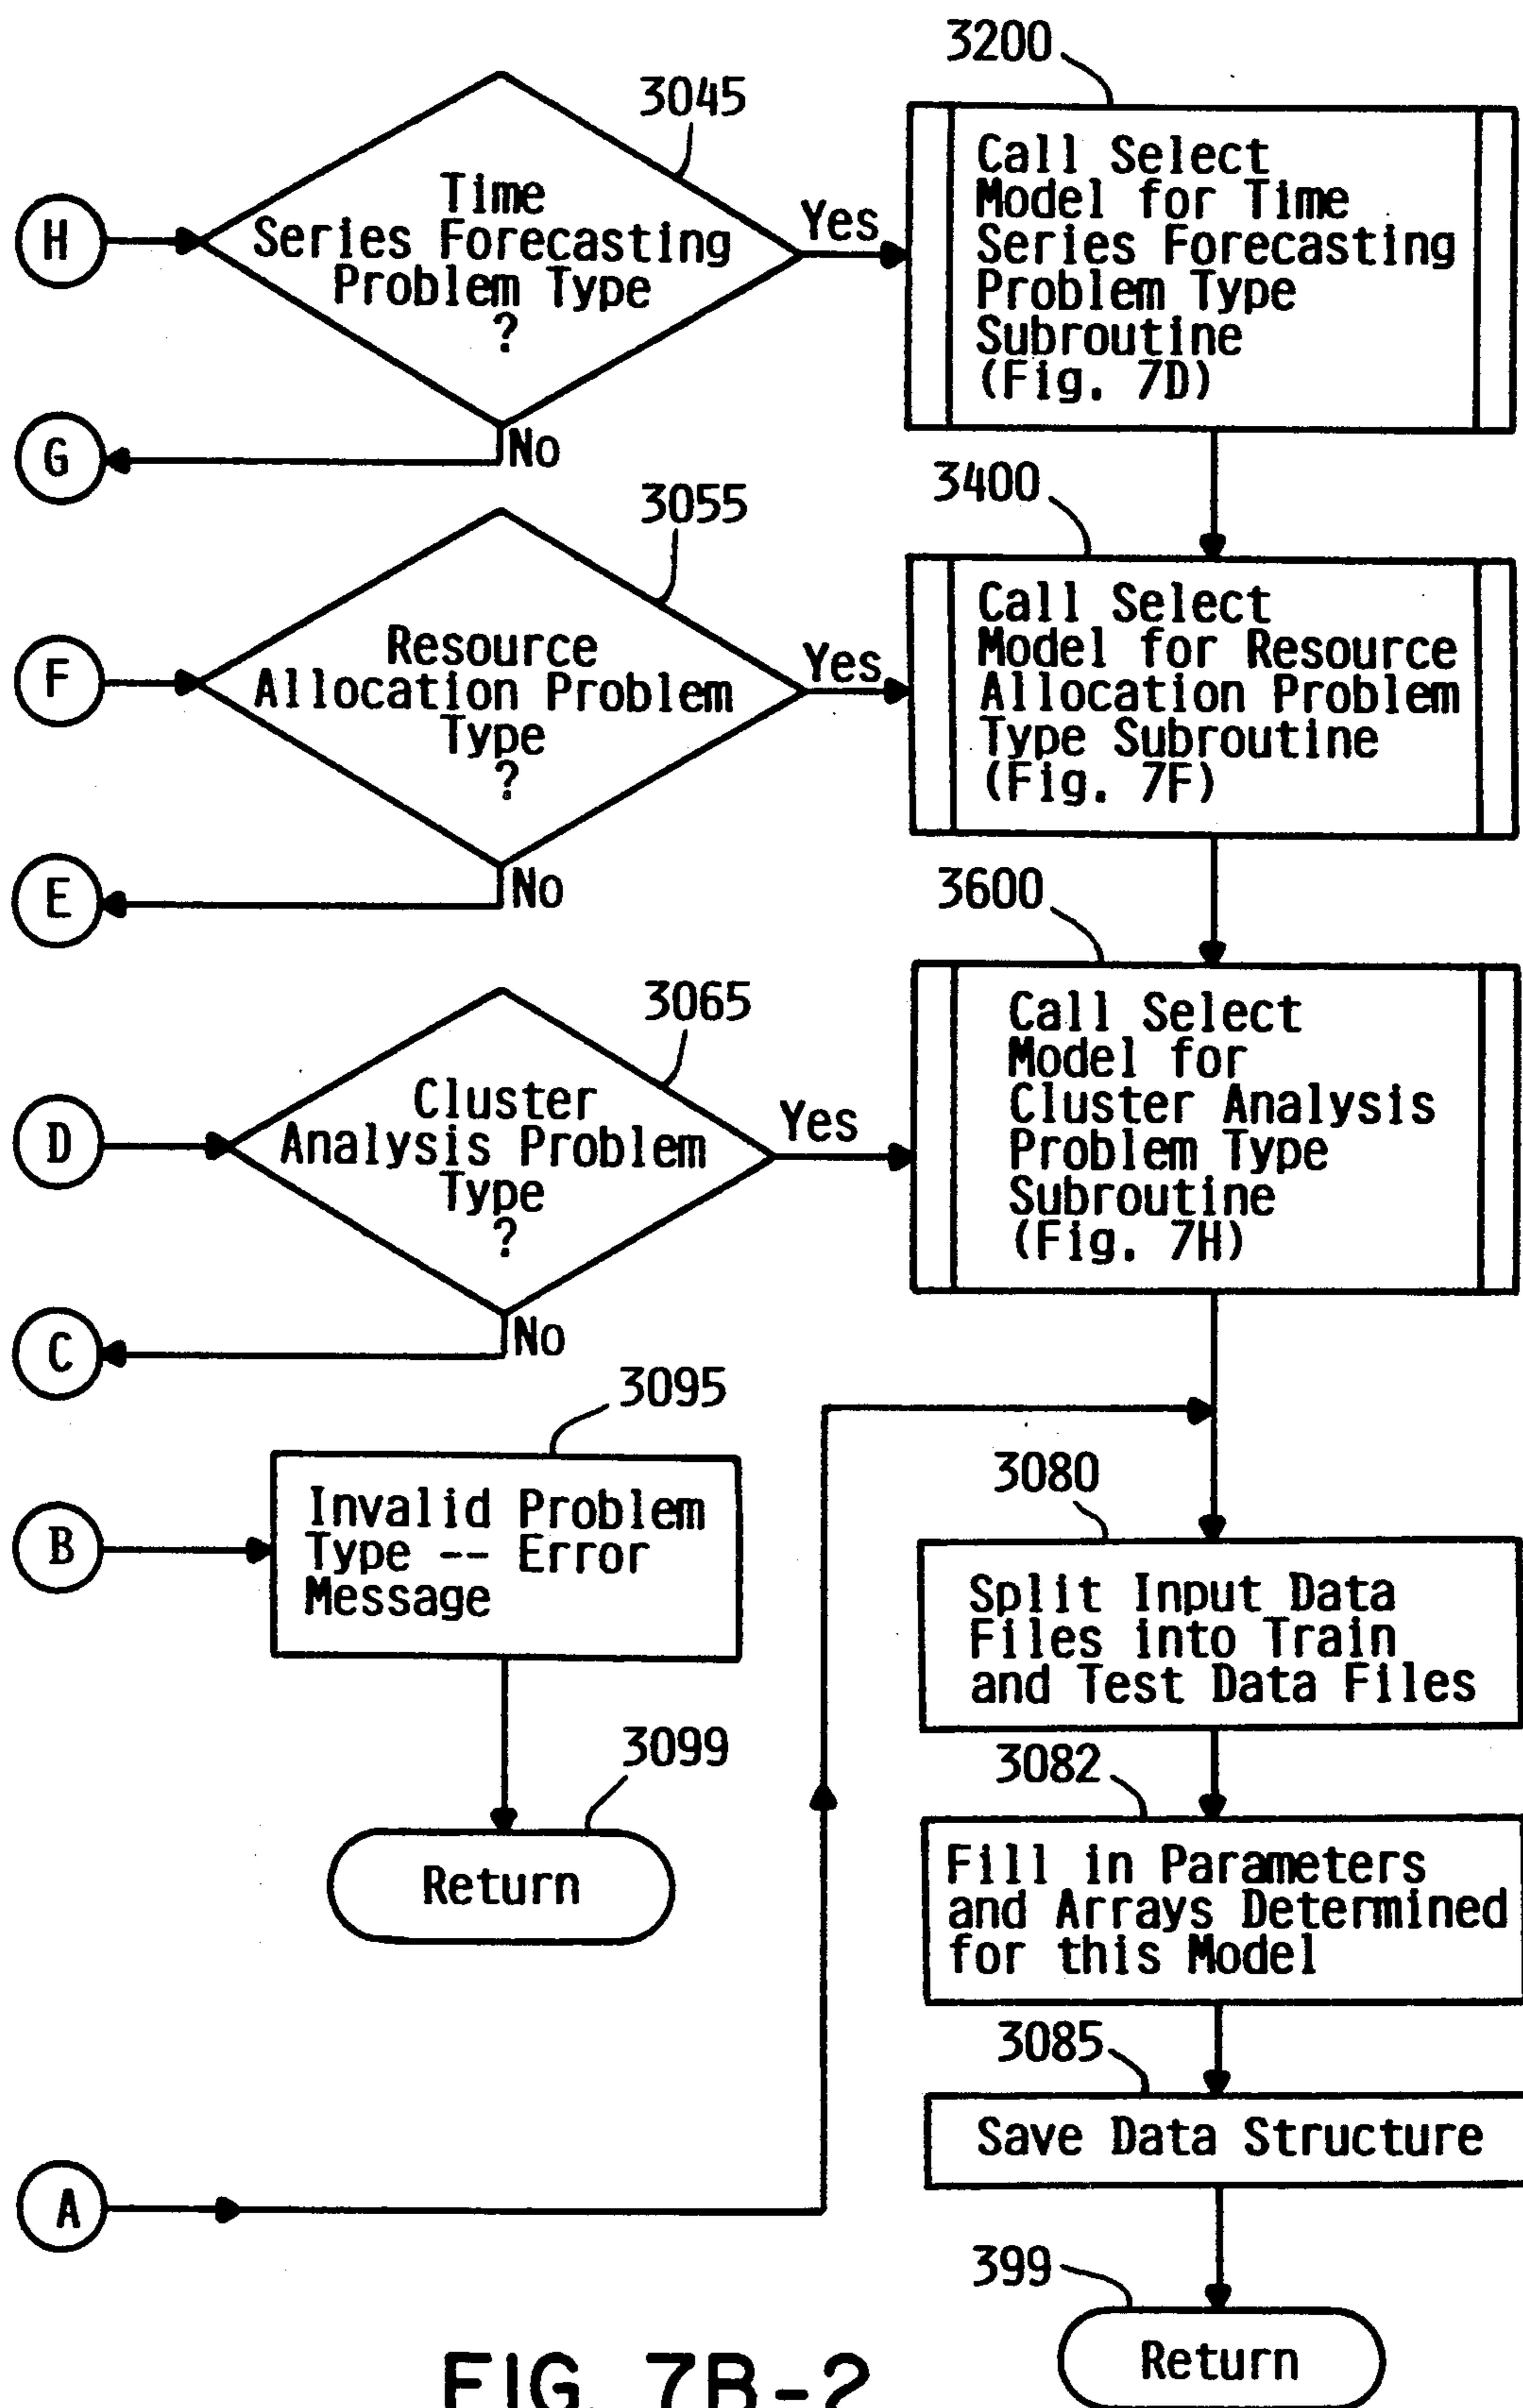 3200
3045
H
Time
Series Forecasting
Problem Type
?
Yes
Call Select
Model for Time
Series Forecasting
Problem Type
Subroutine
(Fig. 7D)
G
No
3400
3055
F
Resource
Allocation Problem
Type
?
Yes
Call Select
Model for Resource
Allocation Problem
Type Subroutine
(Fig. 7F)
E
No
3600
3065
D
Cluster
Analysis Problem
Type
?
Yes
Call Select
Model for
Cluster Analysis
Problem Type
Subroutine
(Fig. 7H)
C
No
3095
B
Invalid Problem
Type -- Error
Message
3080
Split Input Data
Files into Train
and Test Data Files
3099
Return
3082
Fill in Parameters
and Arrays Determined
for this Model
3085
Save Data Structure
A
399
Return
FIG. 7B-2